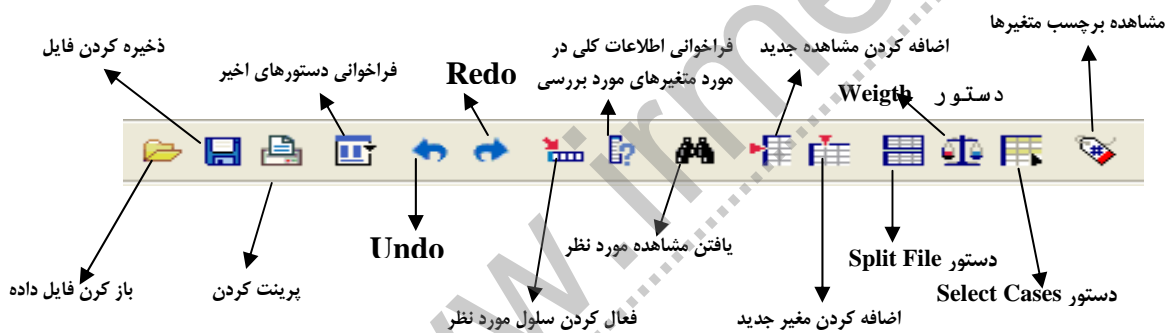 مشاهده برچسب متغیرها
ذخیره کردن فایل
فراخوانی اطلاعات کلی در
مورد متغیرهای مورد بررسی
اضافه کردن مشاهده جدید
فراخوانی دستورهای اخیر
Redo
دستور Weigth
Undo
یافتن مشاهده مورد نظر
دستور Split File
باز کرن فایل داده
پرینت کردن
فعال کردن سلول مورد نظر
اضافه کردن مغیر جدید
دستور Select Cases
www.irme